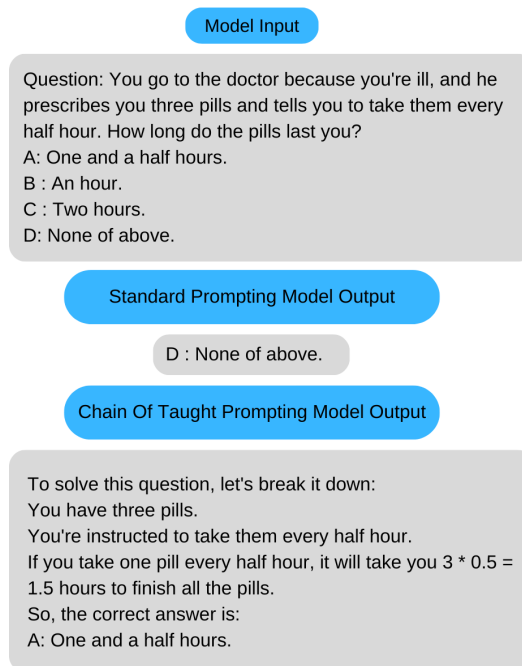 Model Input
Question: You go to the doctor because you're ill, and he
prescribes you three pills and tells you to take them every
half hour. How long do the pills last you?
A: One and a half hours.
B : An hour.
C : Two hours.
D: None of above.
Standard Prompting Model Output
D : None of above.
Chain Of Taught Prompting Model Output
To solve this question, let's break it down:
You have three pills.
You're instructed to take them every half hour.
If you take one pill every half hour, it will take you 3 * 0.5 =
1.5 hours to finish all the pills.
So, the correct answer is:
A: One and a half hours.